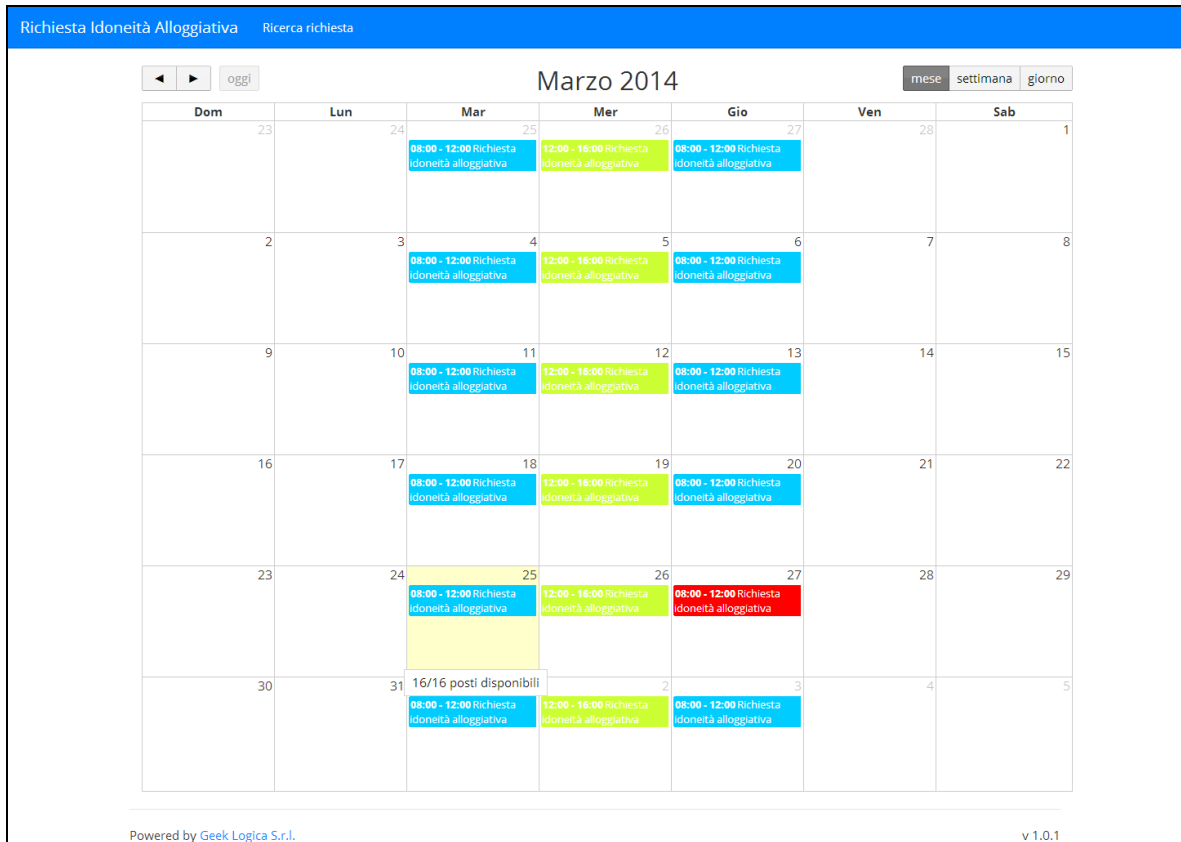 Richiesta Idoneità Alloggiativa Ricerca richiesta
◄ ► oggi Marzo 2014 mese settimana giorno
Dom Lun Mar Mer Gio Ven Sab
23 24 25 26 27 28 1
08:00 - 12:00 Richiesta 12:00 - 16:00 Richiesta 08:00 - 12:00 Richiesta
idoneità alloggiativa idoneità alloggiativa idoneità alloggiativa
2 3 4 5 6 7 8
08:00 - 12:00 Richiesta 12:00 - 16:00 Richiesta 08:00 - 12:00 Richiesta
idoneità alloggiativa idoneità alloggiativa idoneità alloggiativa
9 10 11 12 13 14 15
08:00 - 12:00 Richiesta 12:00 - 16:00 Richiesta 08:00 - 12:00 Richiesta
idoneità alloggiativa idoneità alloggiativa idoneità alloggiativa
16 17 18 19 20 21 22
08:00 - 12:00 Richiesta 12:00 - 16:00 Richiesta 08:00 - 12:00 Richiesta
idoneità alloggiativa idoneità alloggiativa idoneità alloggiativa
23 24 25 26 27 28 29
08:00 - 12:00 Richiesta 12:00 - 16:00 Richiesta 08:00 - 12:00 Richiesta
idoneità alloggiativa idoneità alloggiativa idoneità alloggiativa
30 31 16/16 posti disponibili 2 3 4 5
08:00 - 12:00 Richiesta 12:00 - 16:00 Richiesta 08:00 - 12:00 Richiesta
idoneità alloggiativa idoneità alloggiativa idoneità alloggiativa
Powered by Geek Logica S.r.l. v 1.0.1